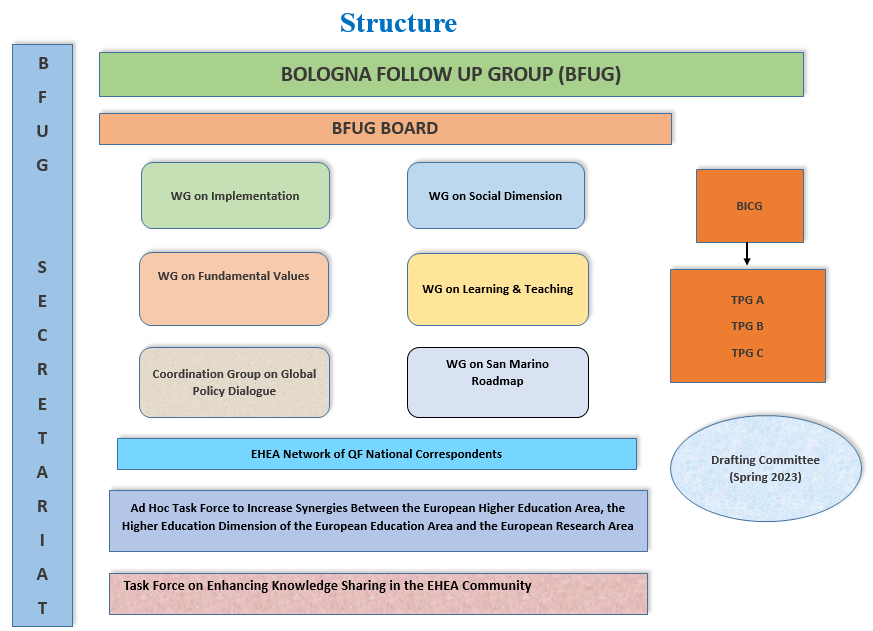 Structure
B
F
U
G
S
E
C
R
E
T
A
R
I
A
T
BOLOGNA FOLLOW UP GROUP (BFUG)
BFUG BOARD
WG on Implementation
WG on Social Dimension
BICG
WG on Fundamental Values
WG on Learning & Teaching
TPG A
TPG B
TPG C
Coordination Group on Global
Policy Dialogue
WG on San Marino
Roadmap
EHEA Network of QF National Correspondents
Drafting Committee
(Spring 2023)
Ad Hoc Task Force to Increase Synergies Between the European Higher Education Area, the
Higher Education Dimension of the European Education Area and the European Research Area
Task Force on Enhancing Knowledge Sharing in the EHEA Community